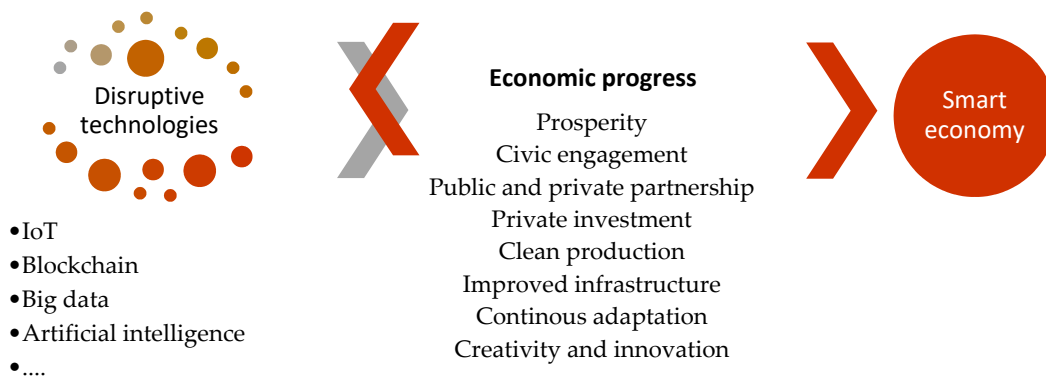 Disruptive
technologies
•IoT
•Blockchain
•Big data
•Artificial intelligence
•....
Economic progress
Prosperity
Civic engagement
Public and private partnership
Private investment
Clean production
Improved infrastructure
Continous adaptation
Creativity and innovation
Smart
economy